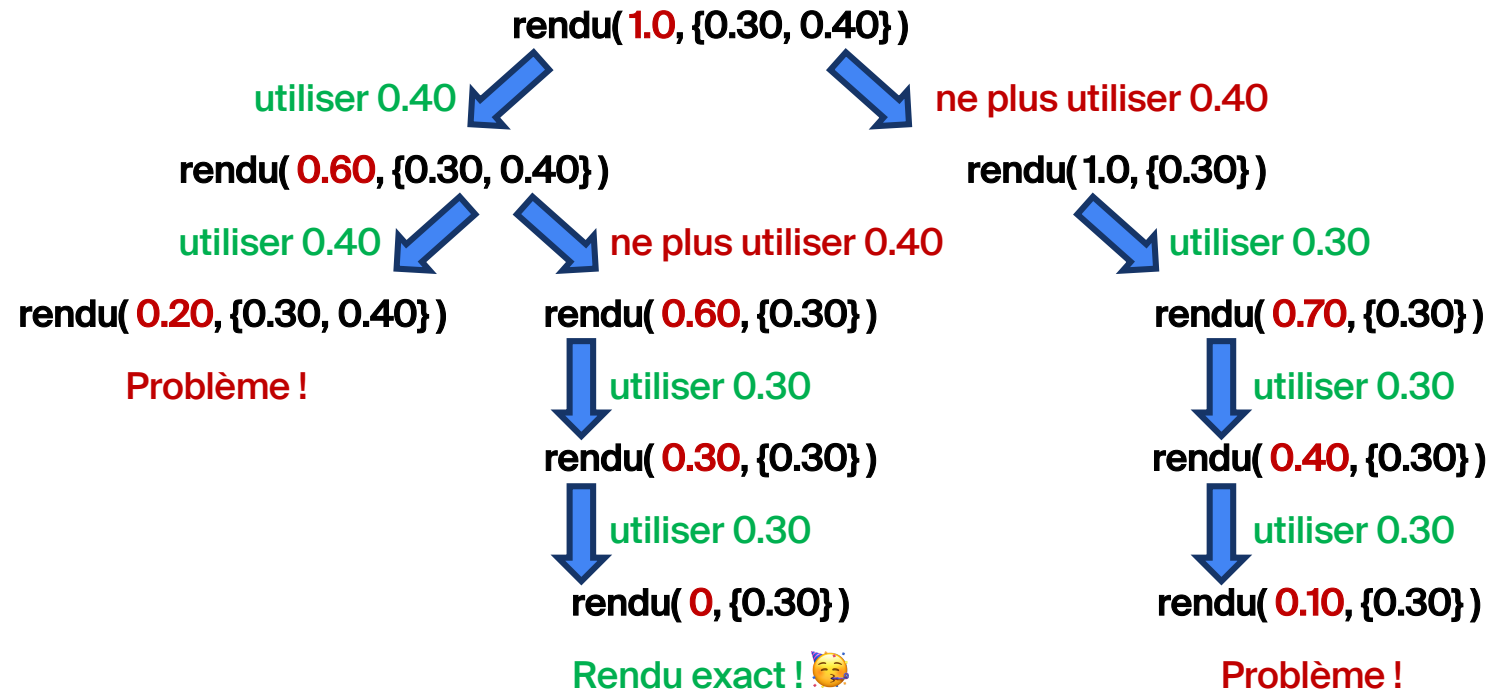 rendu( 1.0, {0.30, 0.40} )
utiliser 0.40
ne plus utiliser 0.40
rendu( 0.60, {0.30, 0.40} )
rendu( 1.0, {0.30} )
utiliser 0.40
ne plus utiliser 0.40
utiliser 0.30
rendu( 0.20, {0.30, 0.40} )
rendu( 0.60, {0.30} )
rendu( 0.70, {0.30} )
Problème !
utiliser 0.30
utiliser 0.30
rendu( 0.30, {0.30} )
rendu( 0.40, {0.30} )
utiliser 0.30
utiliser 0.30
rendu( 0, {0.30} )
rendu( 0.10, {0.30} )
Rendu exact ! 🥳
Problème !